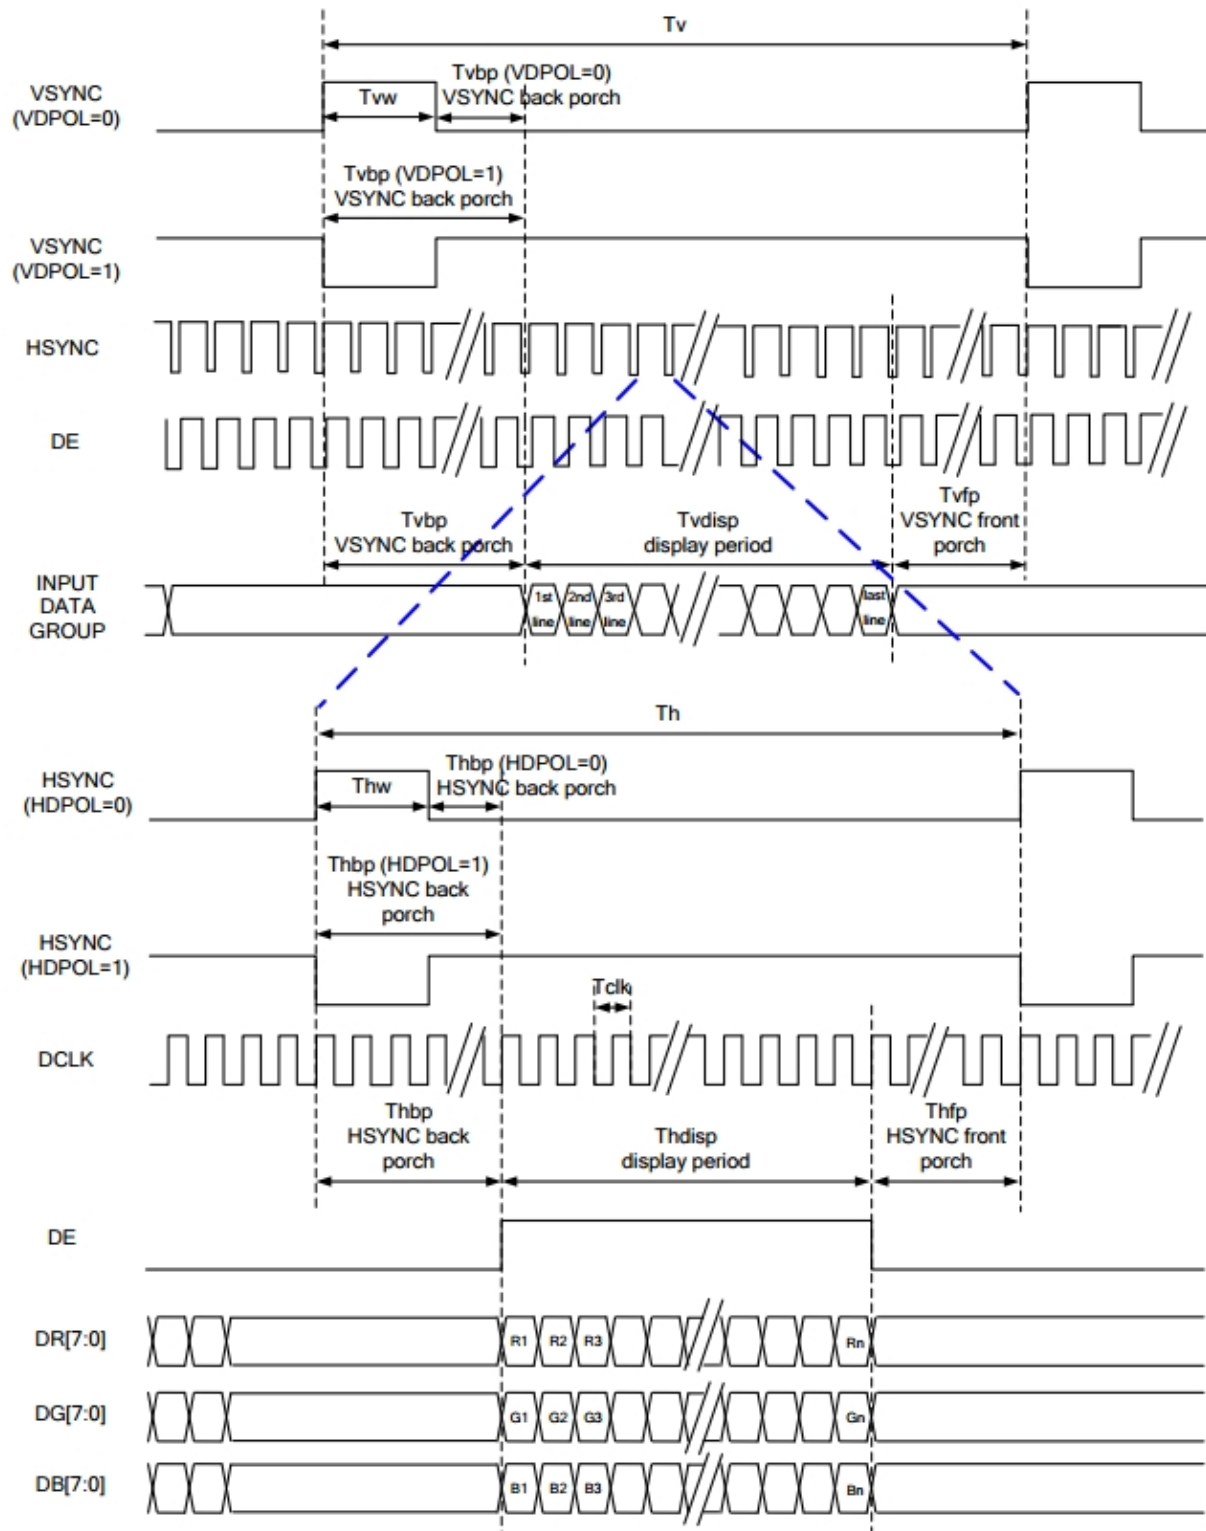 Tv
Tvbp (VDPOL=0)
VSYNC back porch
VSYNC
(VDPOL=0)
Tvw
Tvbp (VDPOL=1)
VSYNC back porch
VSYNC
(VDPOL=1)
HSYNC
DE
Tvbp
VSYNC back porch
Tvdisp
display period
Tvfp
VSYNC front
porch
INPUT
DATA
GROUP
1st
line
2nd
line
3rd
line
last
line
Th
HSYNC
(HDPOL=0)
Thw
Thbp (HDPOL=0)
HSYNC back porch
Thbp (HDPOL=1)
HSYNC back
porch
HSYNC
(HDPOL=1)
Tclk
DCLK
Thbp
HSYNC back
porch
Thdisp
display period
Thfp
HSYNC front
porch
DE
DR[7:0]
R1 R2 R3 Rn
DG[7:0]
G1 G2 G3 Gn
DB[7:0]
B1 B2 B3 Bn